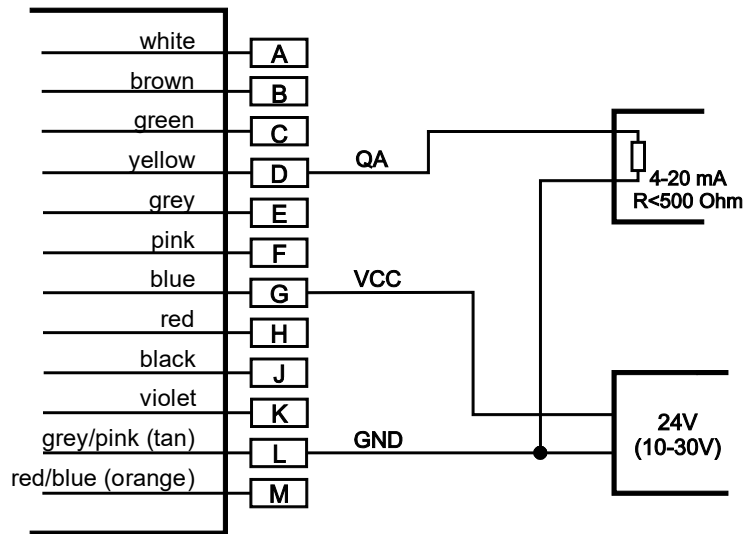 white A
brown B
green C
yellow D QA
4-20 mA
R<500 Ohm
grey E
pink F
blue G VCC
red H
black J
violet K
24V
(10-30V)
grey/pink (tan) L GND
red/blue (orange) M